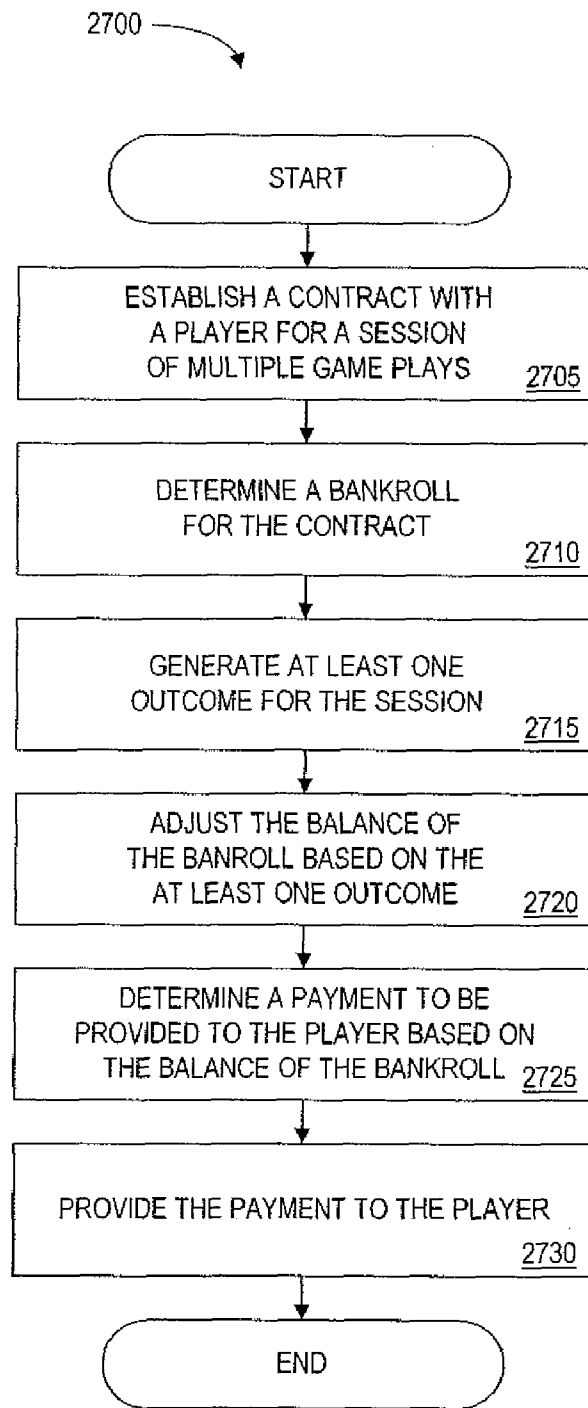 2700
START
ESTABLISH A CONTRACT WITH
A PLAYER FOR A SESSION
OF MULTIPLE GAME PLAYS
2705
DETERMINE A BANKROLL
FOR THE CONTRACT
2710
GENERATE AT LEAST ONE
OUTCOME FOR THE SESSION
2715
ADJUST THE BALANCE OF
THE BANROLL BASED ON THE
AT LEAST ONE OUTCOME
2720
DETERMINE A PAYMENT TO BE
PROVIDED TO THE PLAYER BASED ON
THE BALANCE OF THE BANKROLL 2725
PROVIDE THE PAYMENT TO THE PLAYER
2730
END